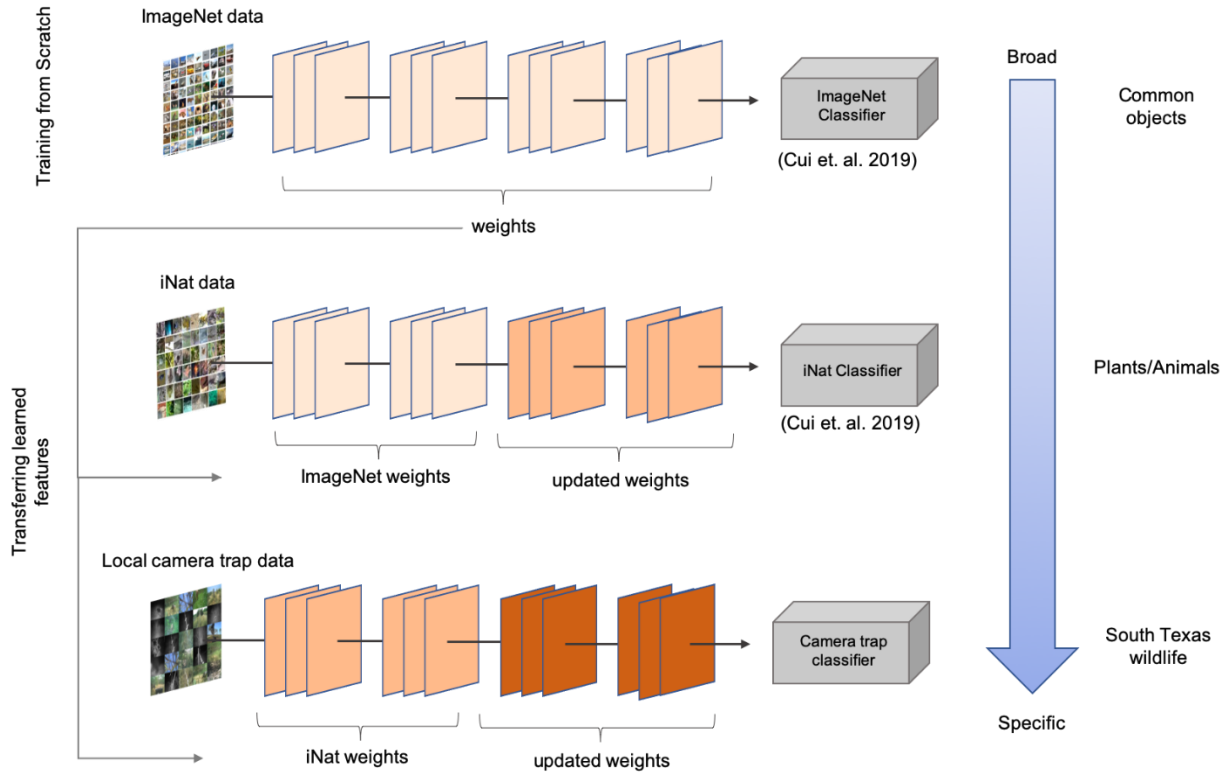 Training from Scratch
ImageNet data
ImageNet
Classifier
(Cui et. al. 2019)
weights
Broad
Common
objects
Transferring learned
features
iNat data
iNat Classifier
(Cui et. al. 2019)
ImageNet weights
updated weights
Plants/Animals
Local camera trap data
Camera trap
classifier
iNat weights
updated weights
South Texas
wildlife
Specific